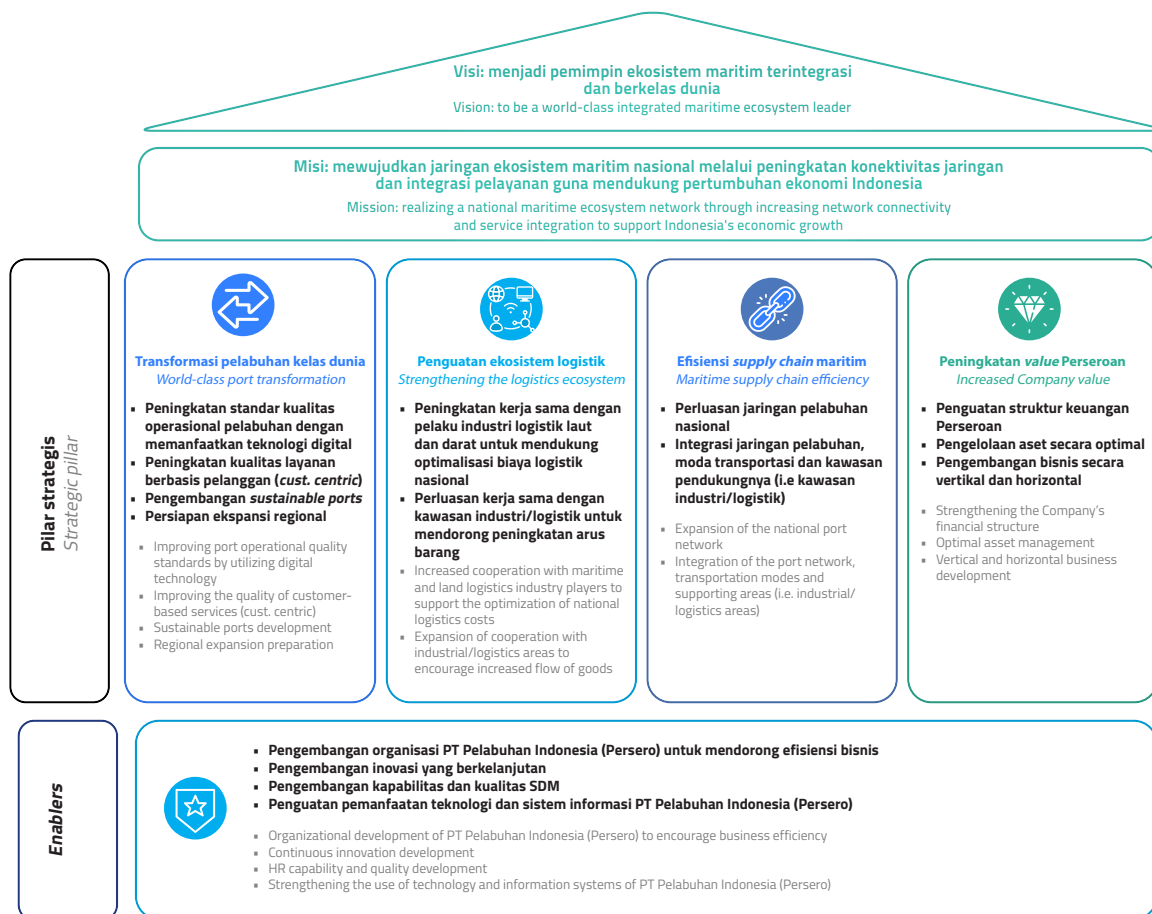 Visi: menjadi pemimpin ekosistem maritim terintegrasi
dan berkelas dunia
Vision: to be a world-class integrated maritime ecosystem leader
Misi: mewujudkan jaringan ekosistem maritim nasional melalui peningkatan konektivitas jaringan
dan integrasi pelayanan guna mendukung pertumbuhan ekonomi Indonesia
Mission: realizing a national maritime ecosystem network through increasing network connectivity
and service integration to support Indonesia's economic growth
Pilar strategis
Strategic pillar
Transformasi pelabuhan kelas dunia
World-class port transformation
▪ Peningkatan standar kualitas
operasional pelabuhan dengan
memanfaatkan teknologi digital
▪ Peningkatan kualitas layanan
berbasis pelanggan (cust. centric)
▪ Pengembangan sustainable ports
▪ Persiapan ekspansi regional
▪ Improving port operational quality
standards by utilizing digital
technology
▪ Improving the quality of customer-
based services (cust. centric)
▪ Sustainable ports development
▪ Regional expansion preparation
Penguatan ekosistem logistik
Strengthening the logistics ecosystem
▪ Peningkatan kerja sama dengan
pelaku industri logistik laut
dan darat untuk mendukung
optimalisasi biaya logistik
nasional
▪ Perluasan kerja sama dengan
kawasan industri/logistik untuk
mendorong peningkatan arus
barang
▪ Increased cooperation with maritime
and land logistics industry players to
support the optimization of national
logistics costs
▪ Expansion of cooperation with
industrial/logistics areas to
encourage increased flow of goods
Efisiensi supply chain maritim
Maritime supply chain efficiency
▪ Perluasan jaringan pelabuhan
nasional
▪ Integrasi jaringan pelabuhan,
moda transportasi dan kawasan
pendukungnya (i.e kawasan
industri/logistik)
▪ Expansion of the national port
network
▪ Integration of the port network,
transportation modes and
supporting areas (i.e. industrial/
logistics areas)
Peningkatan value Perseroan
Increased Company value
▪ Penguatan struktur keuangan
Perseroan
▪ Pengelolaan aset secara optimal
▪ Pengembangan bisnis secara
vertikal dan horizontal
▪ Strengthening the Company's
financial structure
▪ Optimal asset management
▪ Vertical and horizontal business
development
Enablers
▪ Pengembangan organisasi PT Pelabuhan Indonesia (Persero) untuk mendorong efisiensi bisnis
▪ Pengembangan inovasi yang berkelanjutan
▪ Pengembangan kapabilitas dan kualitas SDM
▪ Penguatan pemanfaatan teknologi dan sistem informasi PT Pelabuhan Indonesia (Persero)
▪ Organizational development of PT Pelabuhan Indonesia (Persero) to encourage business efficiency
▪ Continuous innovation development
▪ HR capability and quality development
▪ Strengthening the use of technology and information systems of PT Pelabuhan Indonesia (Persero)